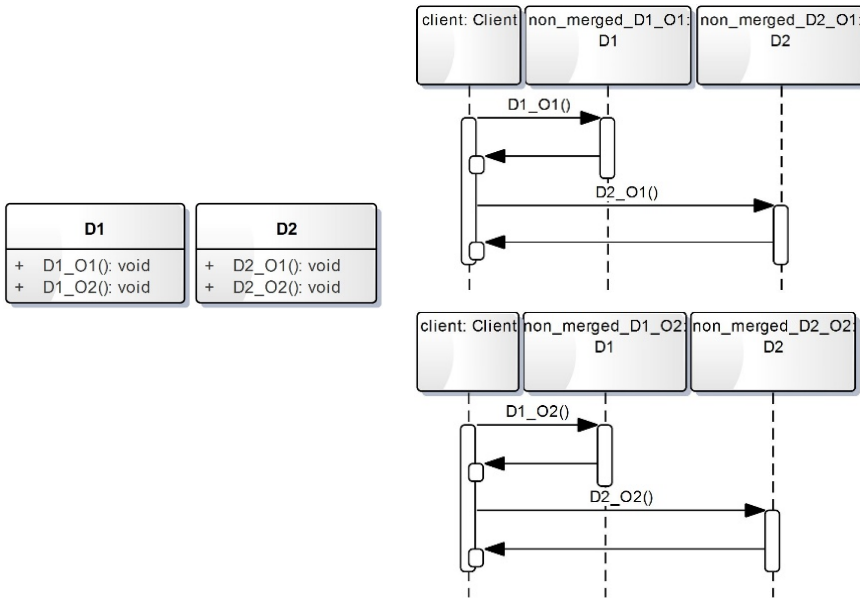 D1
+ D1_O1(): void
+ D1_O2(): void
D2
+ D2_O1(): void
+ D2_O2(): void
client: Client
non_merged_D1_O1:
D1
non_merged_D2_O1:
D2
D1_O1()
D2_O1()
client: Client
non_merged_D1_O2:
D1
non_merged_D2_O2:
D2
D1_O2()
D2_O2()